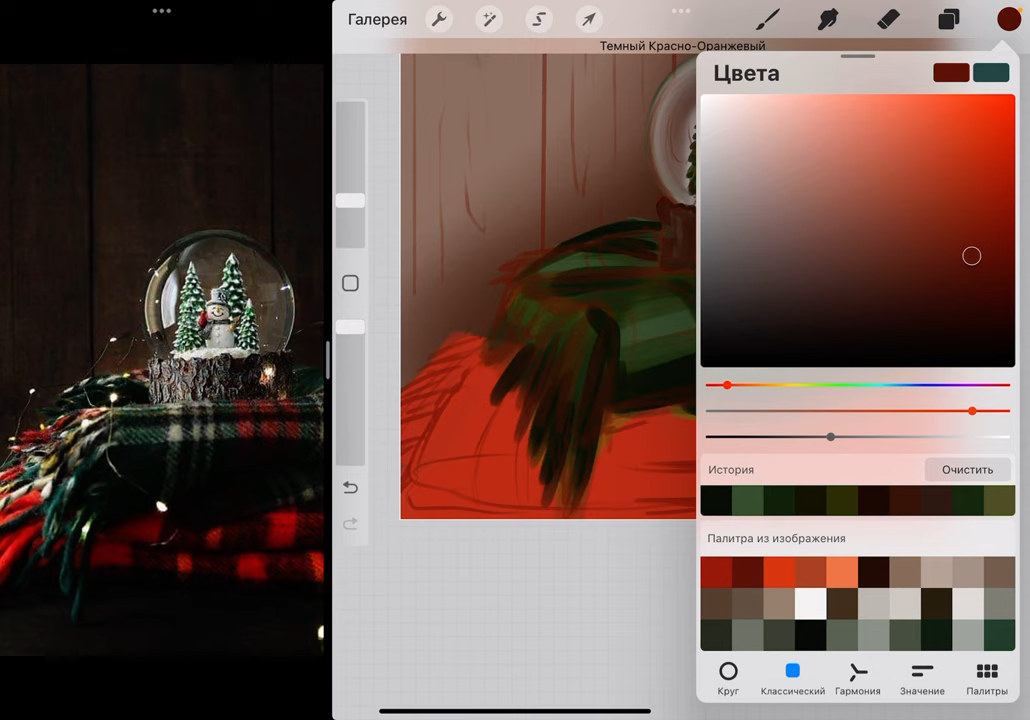 Галерея
Темный Красно-Оранжевый
Цвета
История
Очистить
Палитра из изображения
Круг
Классический
Гармония
Значение
Палитры